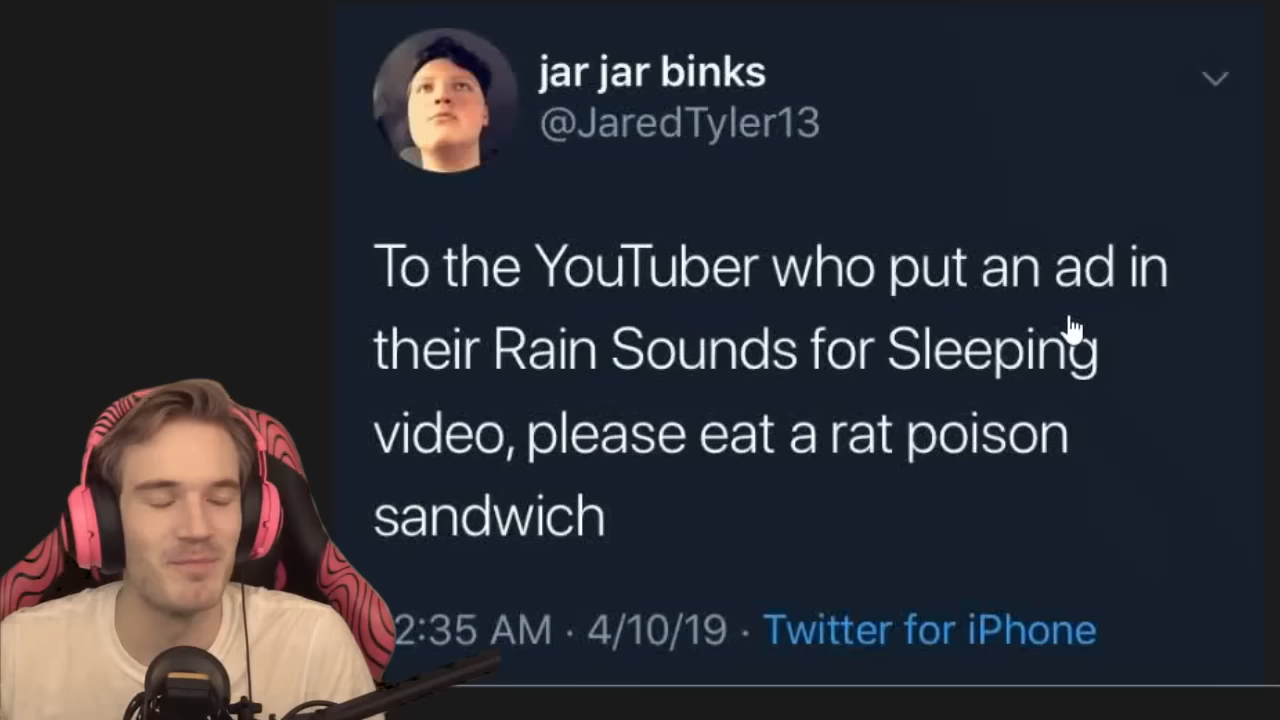 jar jar binks
@JaredTyler13
To the YouTuber who put an ad in
their Rain Sounds for Sleeping
video, please eat a rat poison
sandwich
2:35 AM · 4/10/19 · Twitter for iPhone